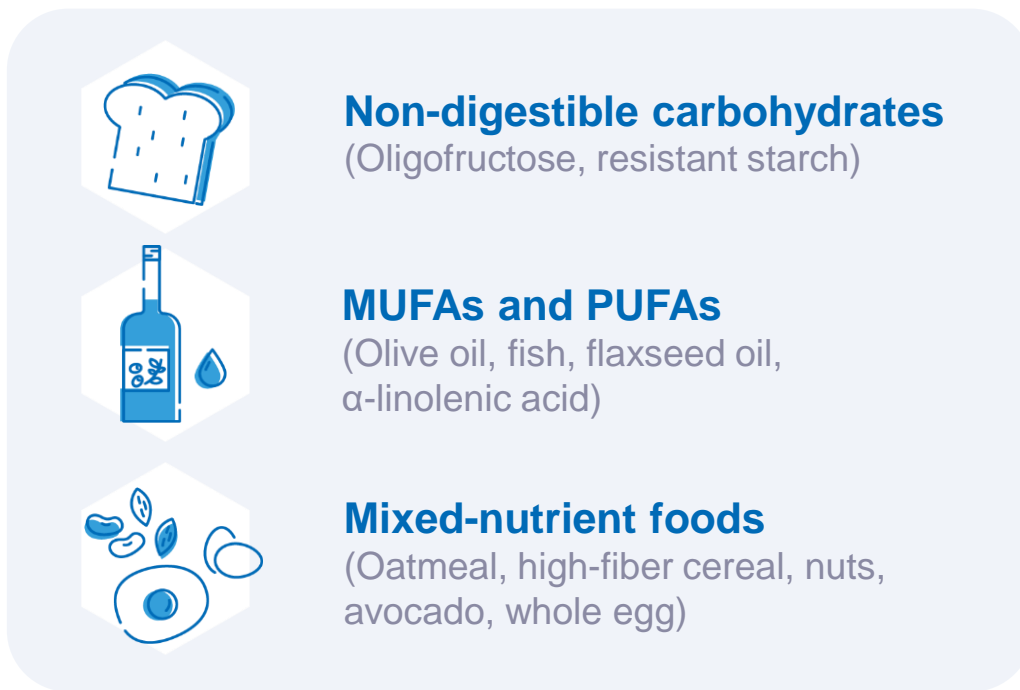 Non-digestible carbohydrates
(Oligofructose, resistant starch)
MUFAs and PUFAs
(Olive oil, fish, flaxseed oil,
α-linolenic acid)
Mixed-nutrient foods
(Oatmeal, high-fiber cereal, nuts,
avocado, whole egg)